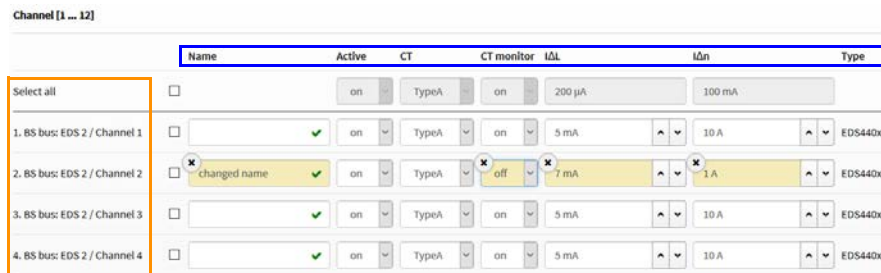 Channel [1 ... 12]
Name Active CT CT monitor IΔL IΔn Type
Select all on TypeA on 200 µA 100 mA
1. BS bus: EDS 2 / Channel 1 on TypeA on 5 mA 10 A EDS440x
2. BS bus: EDS 2 / Channel 2 changed name on TypeA off 7 mA 1 A EDS440x
3. BS bus: EDS 2 / Channel 3 on TypeA on 5 mA 10 A EDS440x
4. BS bus: EDS 2 / Channel 4 on TypeA on 5 mA 10 A EDS440x